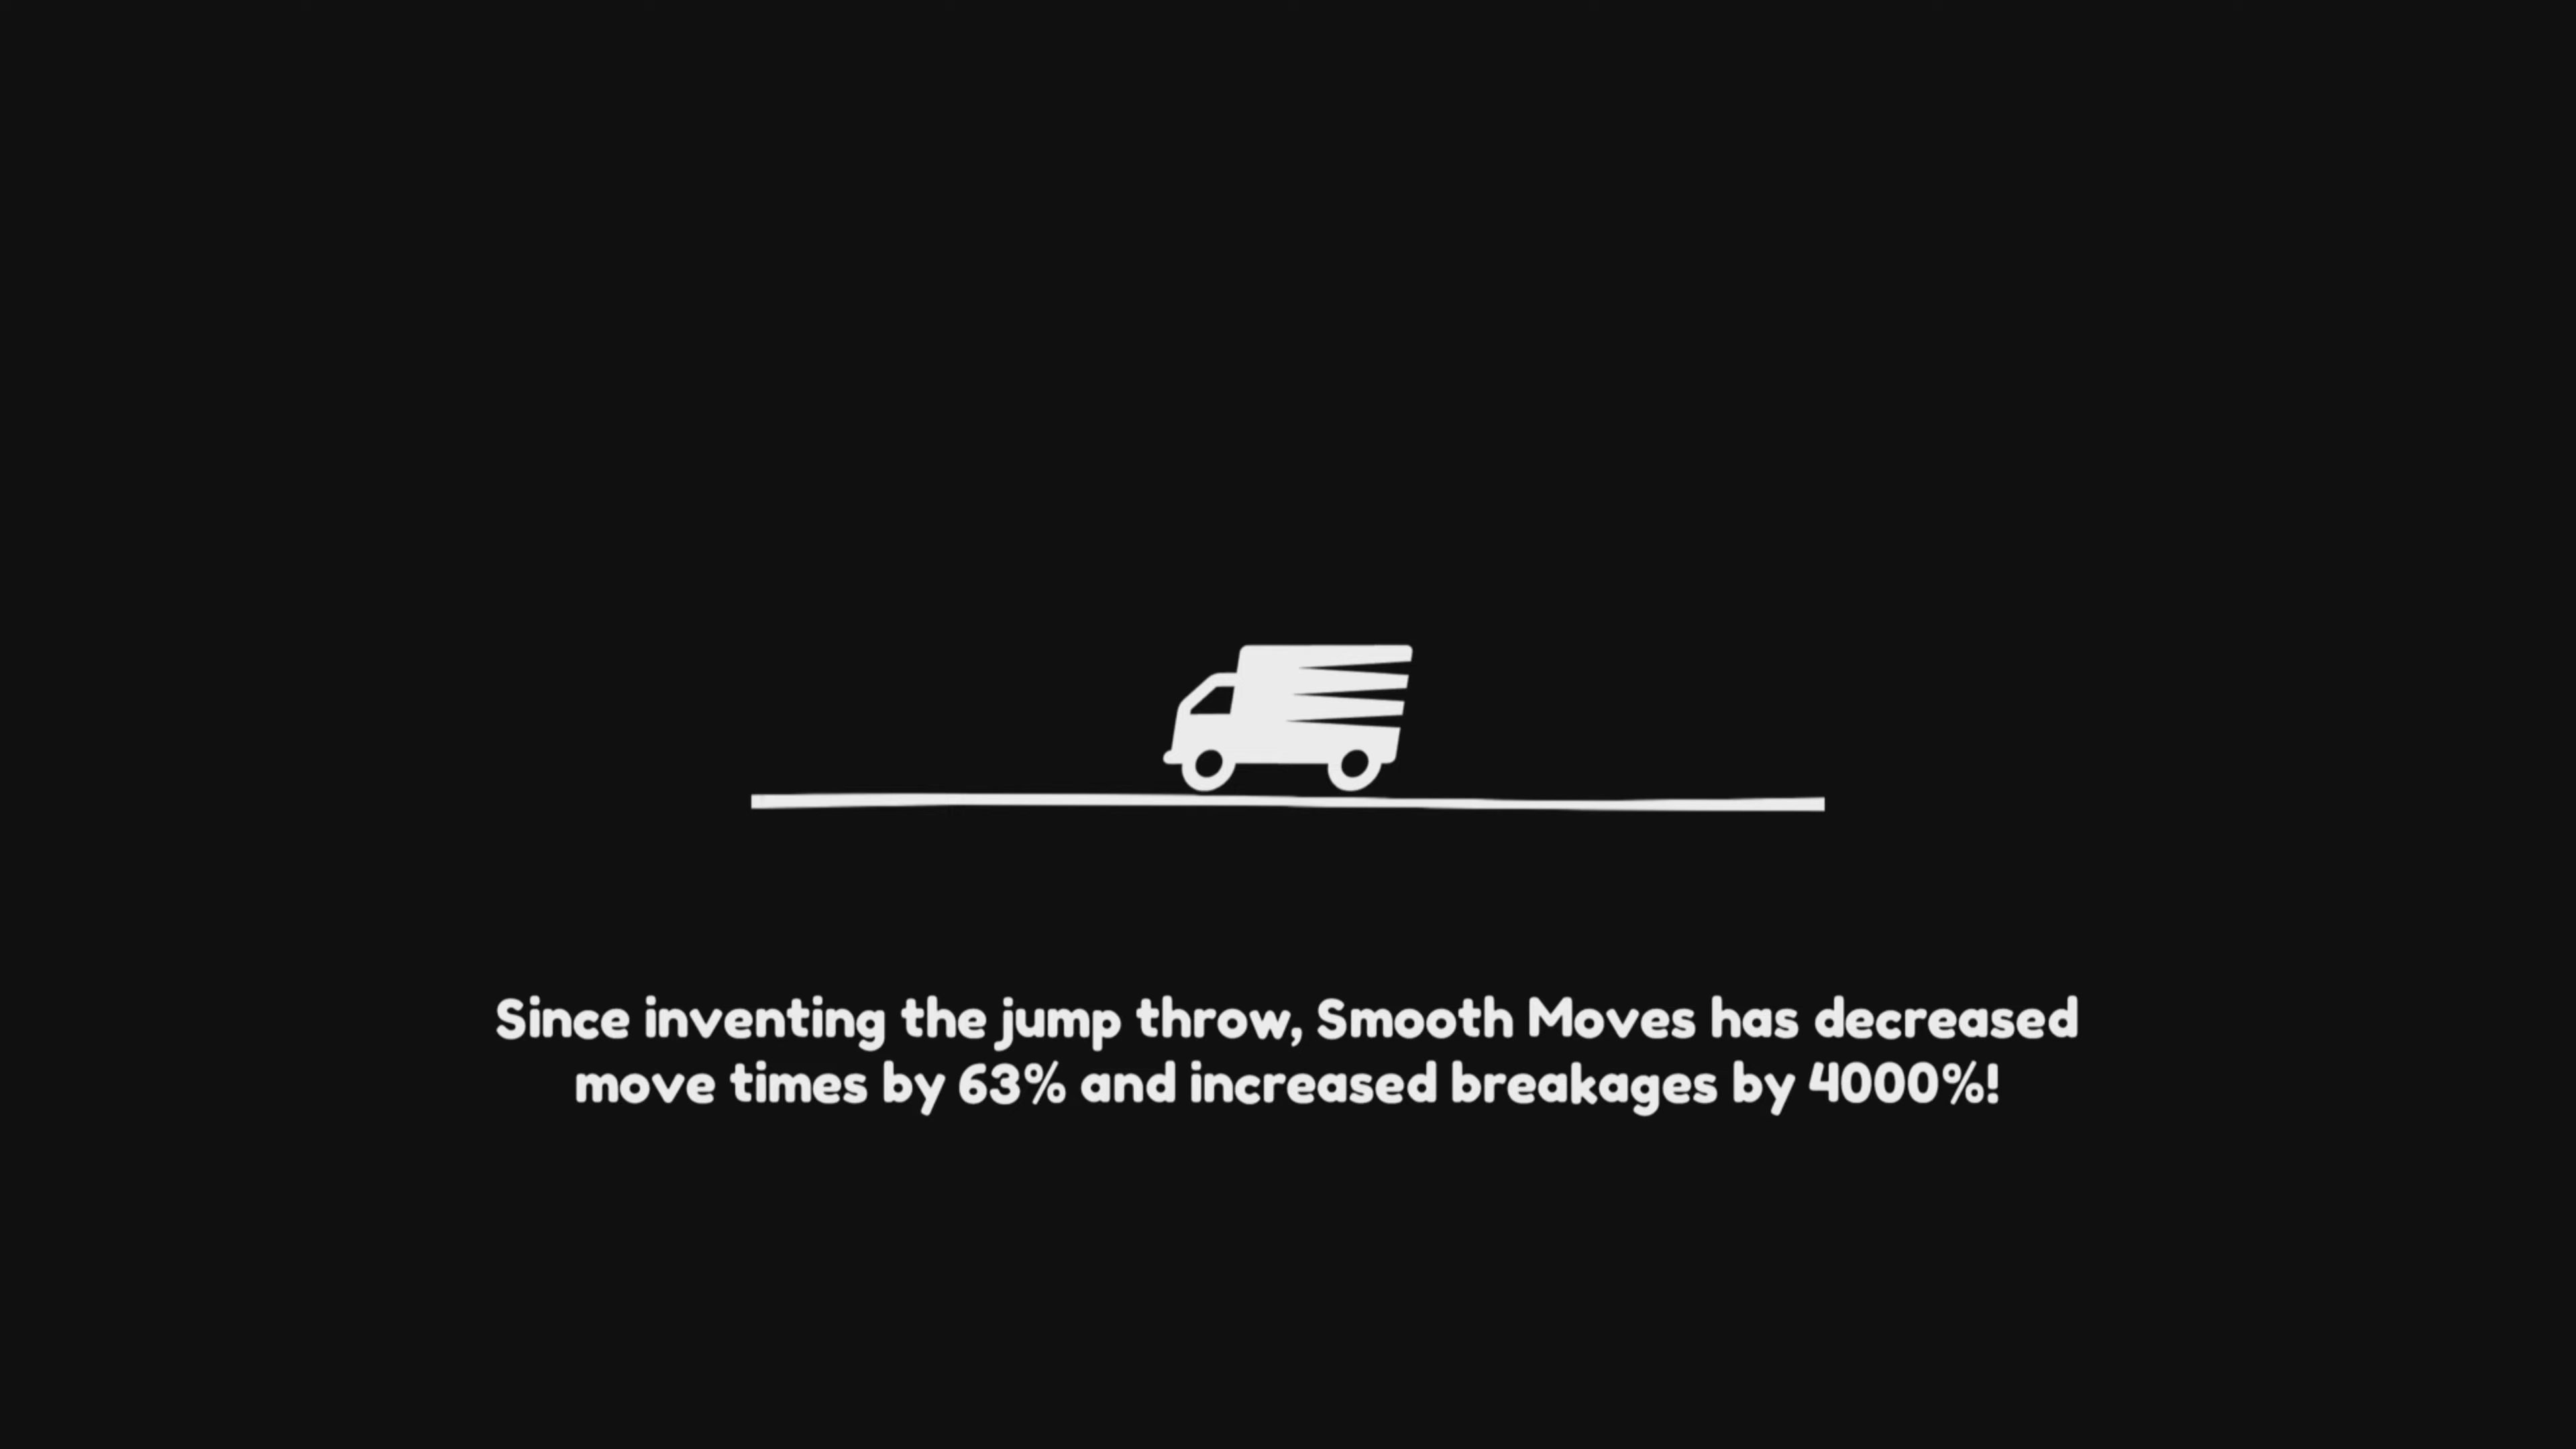 Since inventing the jump throw, Smooth Moves has decreased
move times by 63% and increased breakages by 4000%!